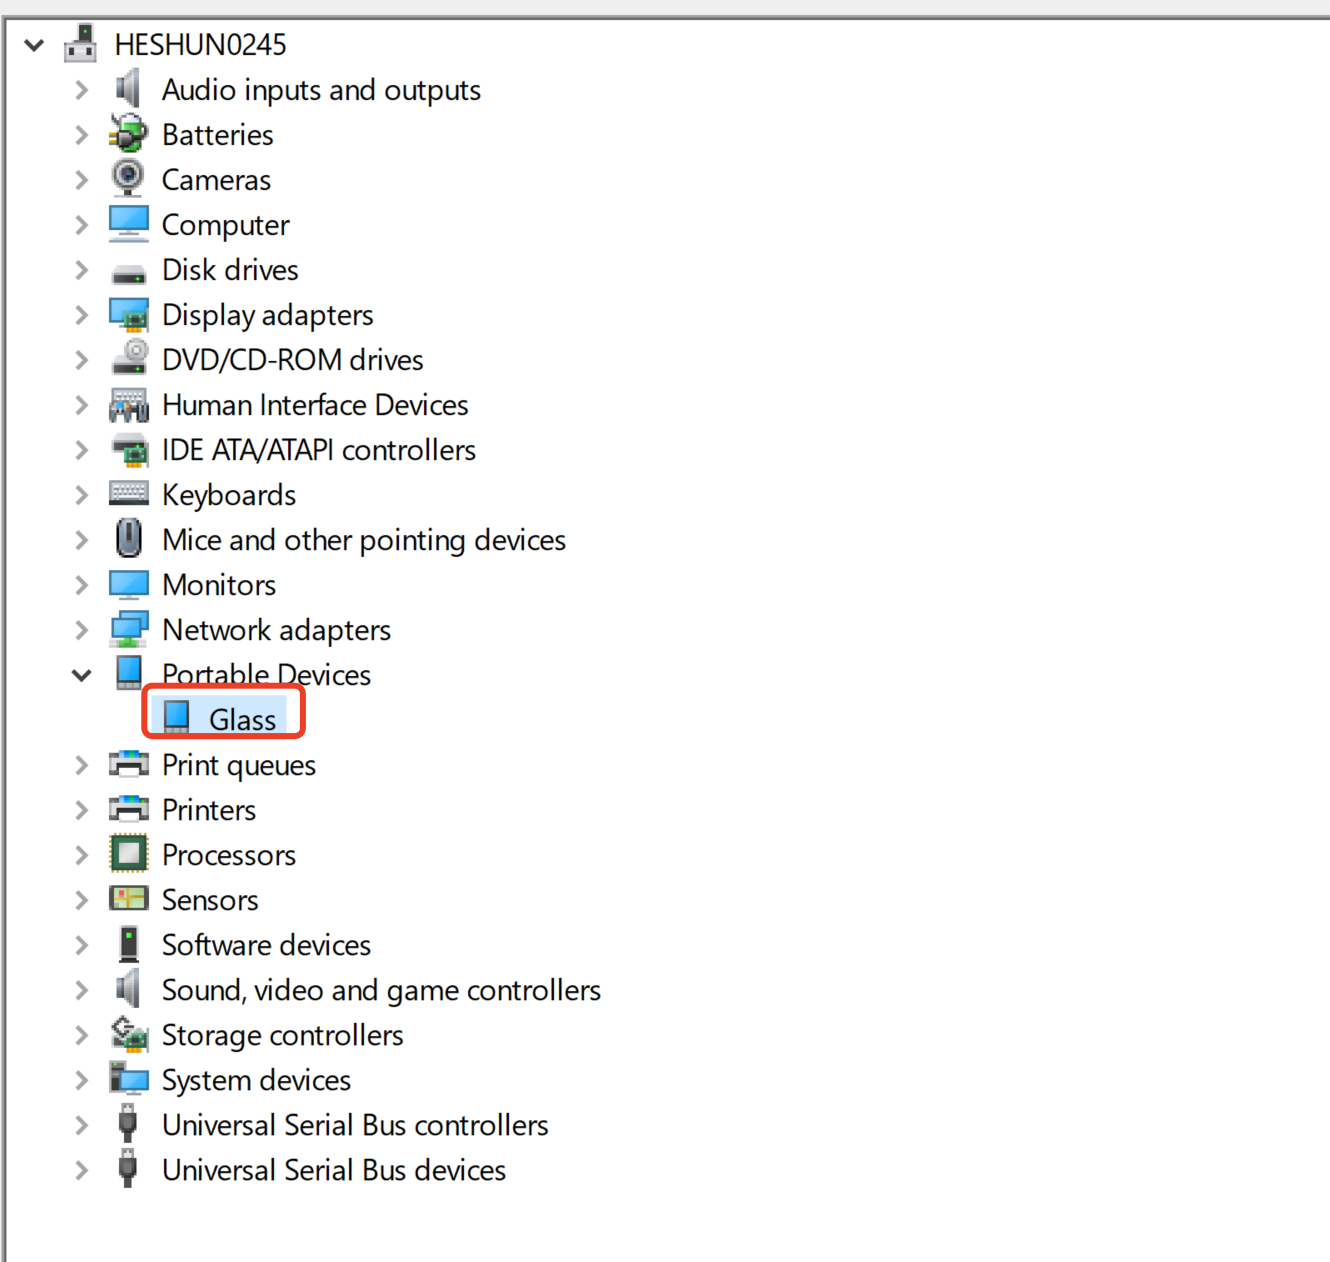 HESHUN0245
Audio inputs and outputs
Batteries
Cameras
Computer
Disk drives
Display adapters
DVD/CD-ROM drives
Human Interface Devices
IDE ATA/ATAPI controllers
Keyboards
Mice and other pointing devices
Monitors
Network adapters
Portable Devices
Glass
Print queues
Printers
Processors
Sensors
Software devices
Sound, video and game controllers
Storage controllers
System devices
Universal Serial Bus controllers
Universal Serial Bus devices